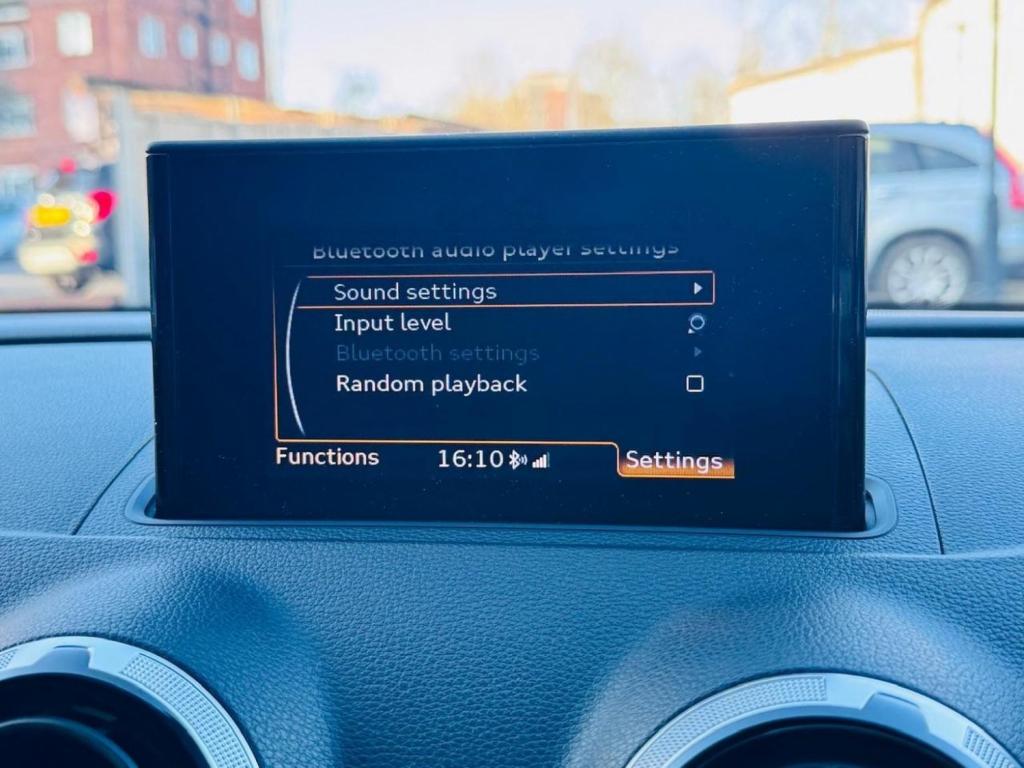 Bluetooth audio player settings
Sound settings
Input level
Bluetooth settings
Random playback
Functions 16:10 Settings